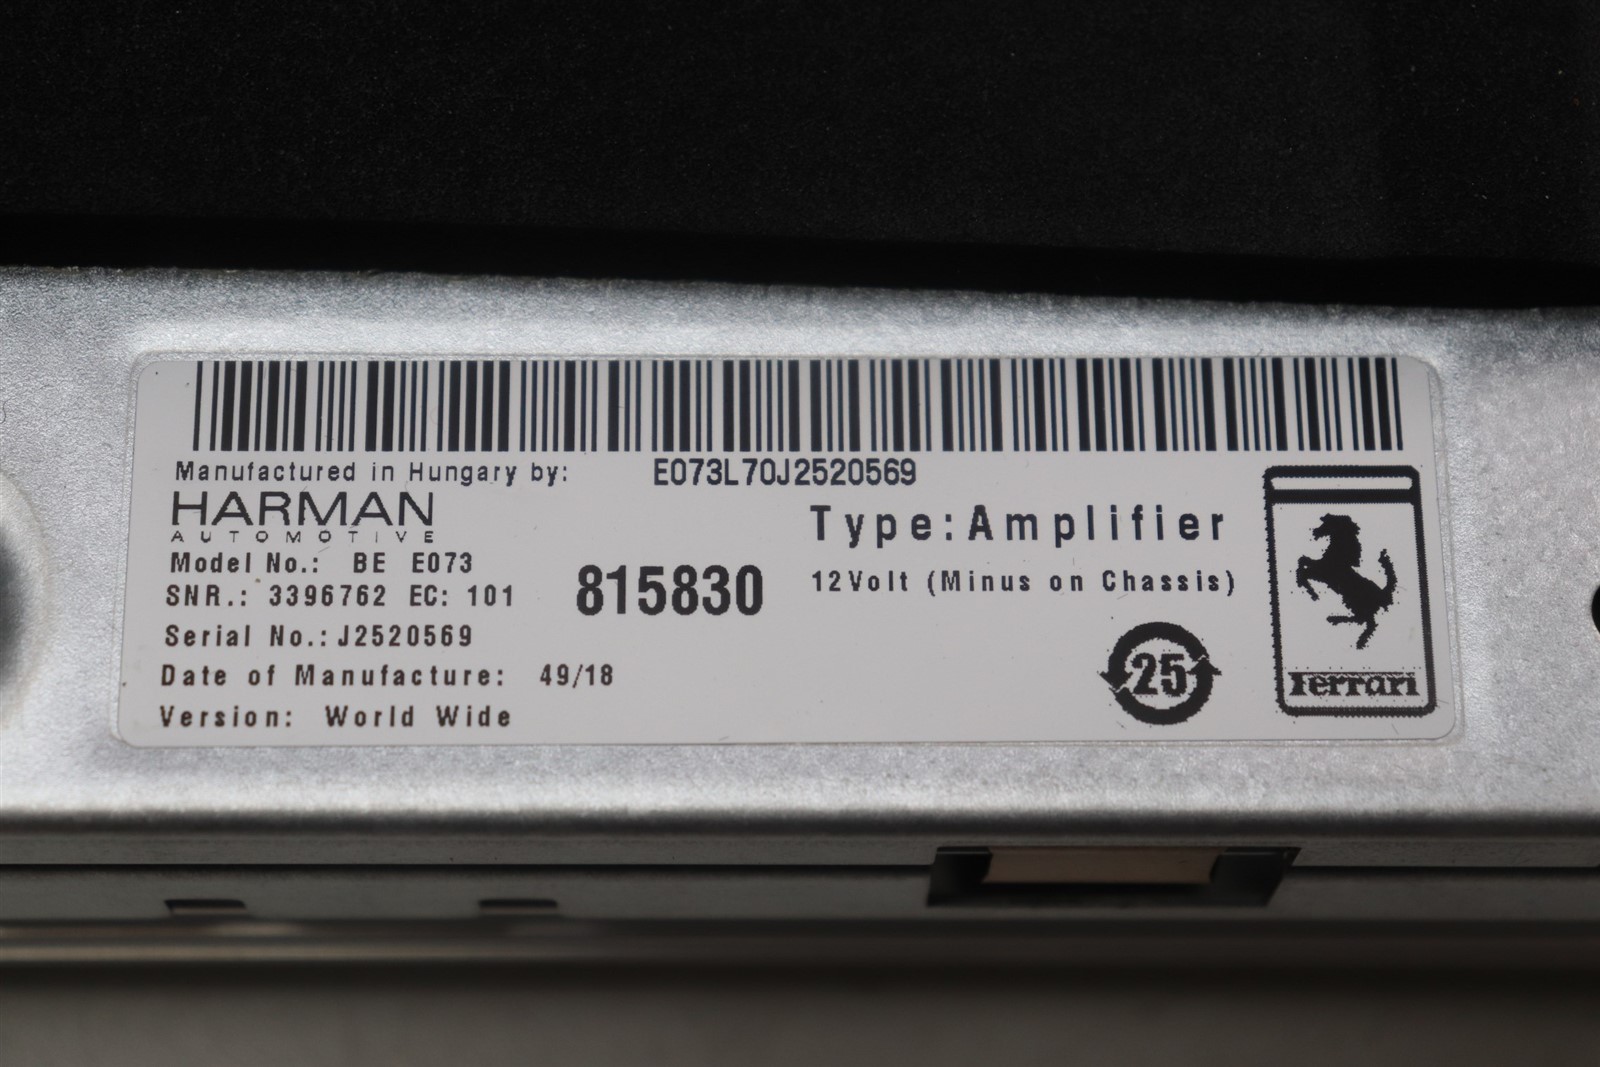 Manufactured in Hungary by: E073L70J2520569
HARMAN
AUTOMOTIVE
Type:Amplifier
Model No.: BE E073
815830
12Volt (Minus on Chassis)
SNR.: 3396762 EC: 101
Serial No.:J2520569
Date of Manufacture: 49/18
Version: World Wide
25
Ferrari